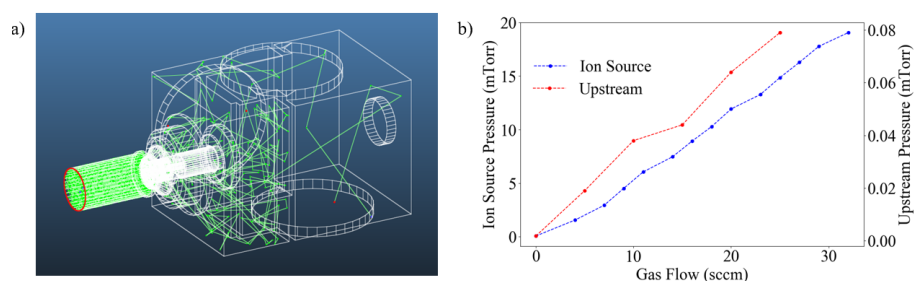 a)
b)
Ion Source Pressure (mTorr)
20
15
10
5
0
Ion Source
Upstream
0.08
0.06
0.04
0.02
0.00
Upstream Pressure (mTorr)
0 10 20 30
Gas Flow (sccm)